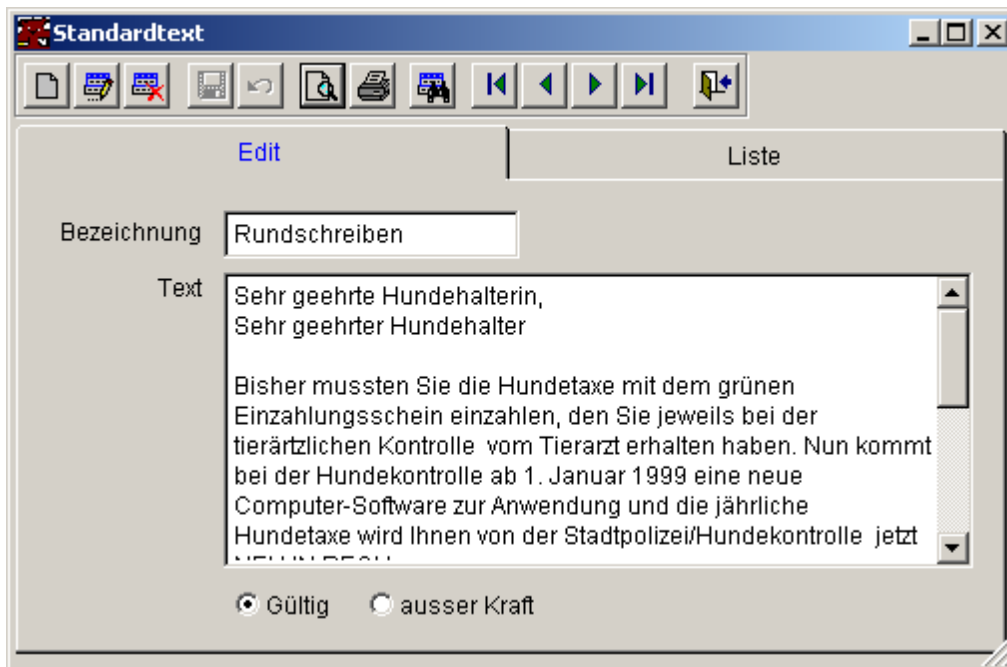 Standardtext
Edit
Liste
Bezeichnung
Rundschreiben
Text
Sehr geehrte Hundehalterin,
Sehr geehrter Hundehalter
Bisher mussten Sie die Hundetaxe mit dem grünen
Einzahlungsschein einzahlen, den Sie jeweils bei der
tierärtzlichen Kontrolle vom Tierarzt erhalten haben. Nun kommt
bei der Hundekontrolle ab 1. Januar 1999 eine neue
Computer-Software zur Anwendung und die jährliche
Hundetaxe wird Ihnen von der Stadtpolizei/Hundekontrolle jetzt
Gültig
ausser Kraft